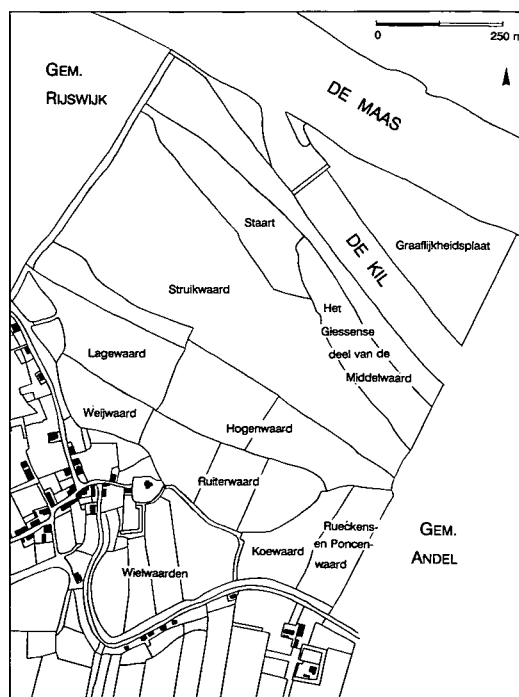 0 250 m
GEM.
RIJSWIJK
DE MAAS
Staart
DE KIL
Graaflijkheidsplaat
Struikwaard
Het
Giessense
deel van de
Middelwaard
Lagewaard
Weijwaard
Hogenwaard
Ruiterwaard
Rueckens-
en Poncen-
waard
Koewaard
GEM.
ANDEL
Wielwaarden